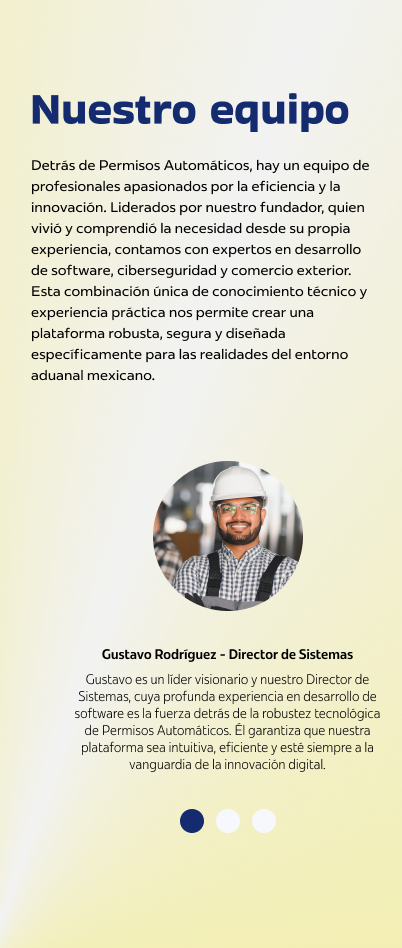 Nuestro equipo
Detrás de Permisos Automáticos, hay un equipo de
profesionales apasionados por la eficiencia y la
innovación. Liderados por nuestro fundador, quien
vivió y comprendió la necesidad desde su propia
experiencia, contamos con expertos en desarrollo
de software, ciberseguridad y comercio exterior.
Esta combinación única de conocimiento técnico y
experiencia práctica nos permite crear una
plataforma robusta, segura y diseñada
específicamente para las realidades del entorno
aduanal mexicano.
Gustavo Rodríguez - Director de Sistemas
Gustavo es un líder visionario y nuestro Director de
Sistemas, cuya profunda experiencia en desarrollo de
software es la fuerza detrás de la robustez tecnológica
de Permisos Automáticos. Él garantiza que nuestra
plataforma sea intuitiva, eficiente y esté siempre a la
vanguardia de la innovación digital.